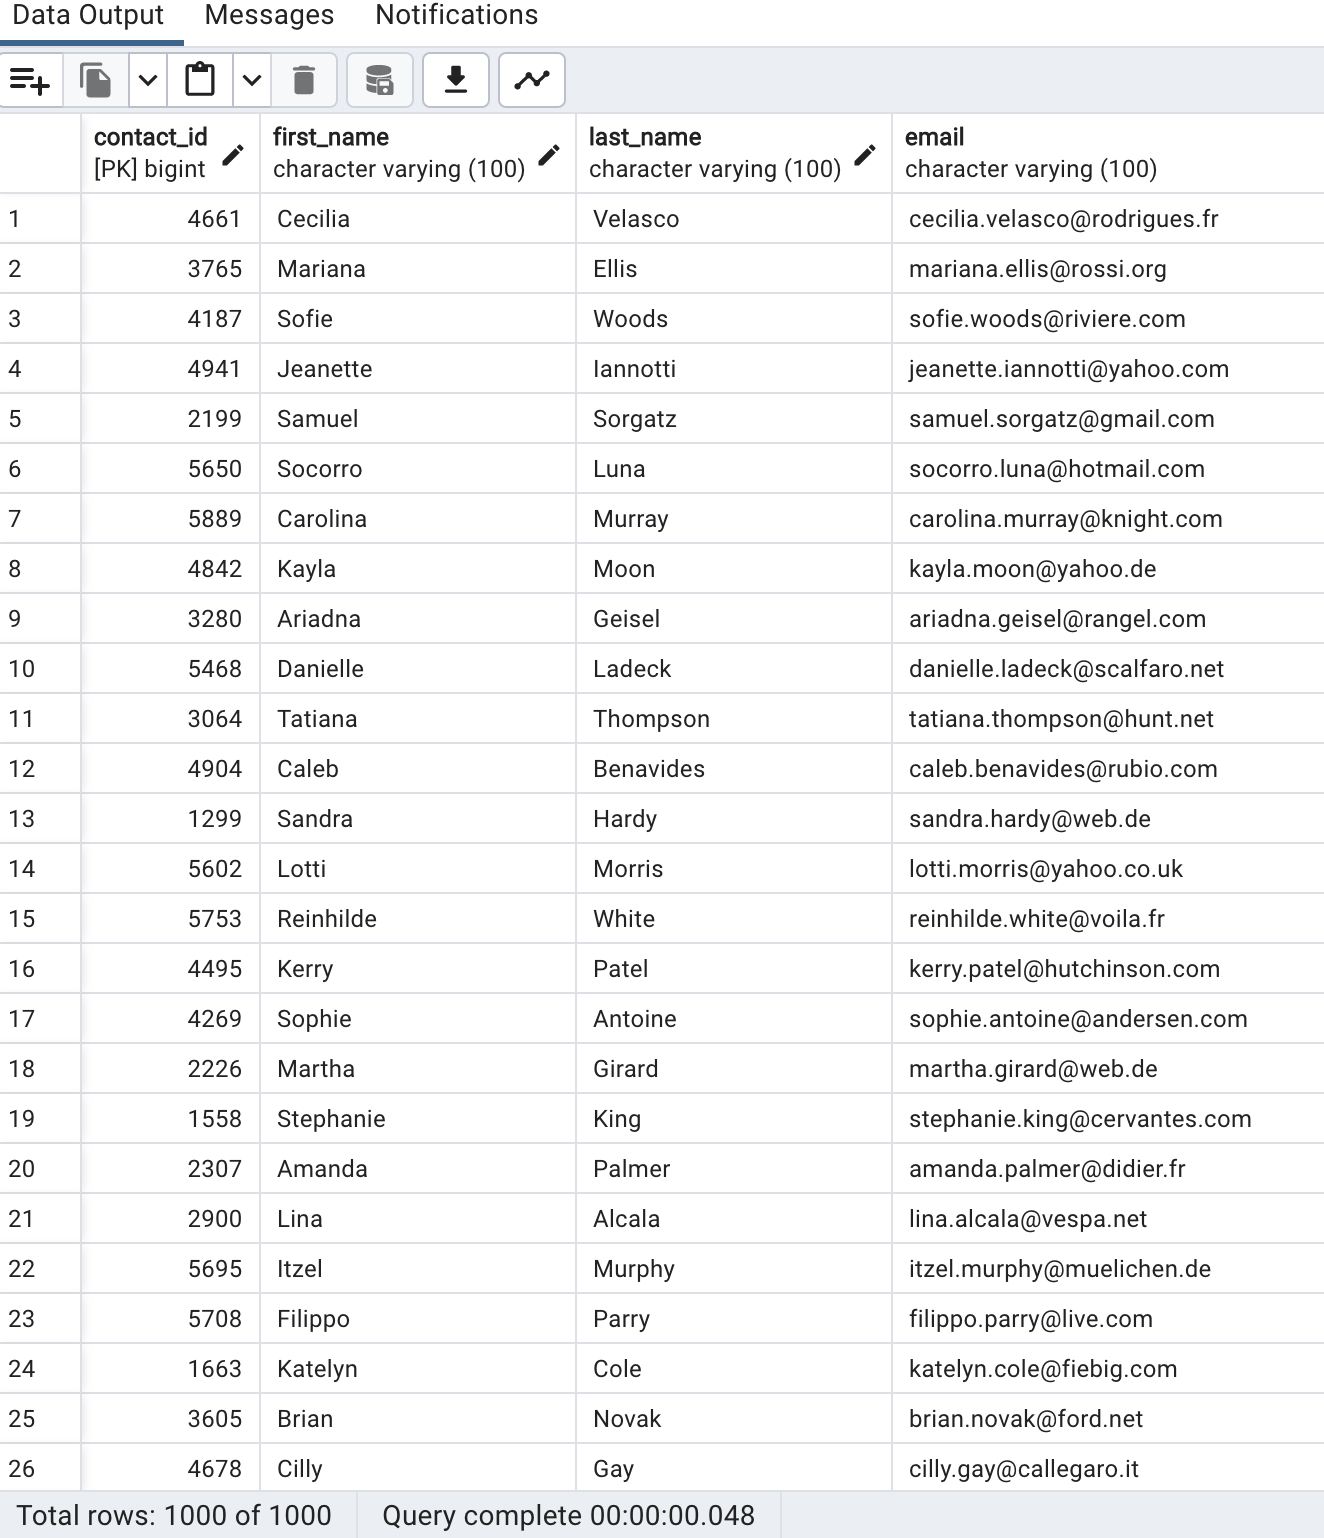 Data Output Messages Notifications
contact_id first_name last_name email
[PK] bigint character varying (100) character varying (100) character varying (100)
1 4661 Cecilia Velasco cecilia.velasco@rodrigues.fr
2 3765 Mariana Ellis mariana.ellis@rossi.org
3 4187 Sofie Woods sofie.woods@riviere.com
4 4941 Jeanette Iannotti jeanette.iannotti@yahoo.com
5 2199 Samuel Sorgatz samuel.sorgatz@gmail.com
6 5650 Socorro Luna socorro.luna@hotmail.com
7 5889 Carolina Murray carolina.murray@knight.com
8 4842 Kayla Moon kayla.moon@yahoo.de
9 3280 Ariadna Geisel ariadna.geisel@rangel.com
10 5468 Danielle Ladeck danielle.ladeck@scalfaro.net
11 3064 Tatiana Thompson tatiana.thompson@hunt.net
12 4904 Caleb Benavides caleb.benavides@rubio.com
13 1299 Sandra Hardy sandra.hardy@web.de
14 5602 Lotti Morris lotti.morris@yahoo.co.uk
15 5753 Reinhilde White reinhilde.white@voila.fr
16 4495 Kerry Patel kerry.patel@hutchinson.com
17 4269 Sophie Antoine sophie.antoine@andersen.com
18 2226 Martha Girard martha.girard@web.de
19 1558 Stephanie King stephanie.king@cervantes.com
20 2307 Amanda Palmer amanda.palmer@didier.fr
21 2900 Lina Alcala lina.alcala@vespa.net
22 5695 Itzel Murphy itzel.murphy@muelichen.de
23 5708 Filippo Parry filippo.parry@live.com
24 1663 Katelyn Cole katelyn.cole@fiebig.com
25 3605 Brian Novak brian.novak@ford.net
26 4678 Cilly Gay cilly.gay@callegaro.it
Total rows: 1000 of 1000 Query complete 00:00:00.048